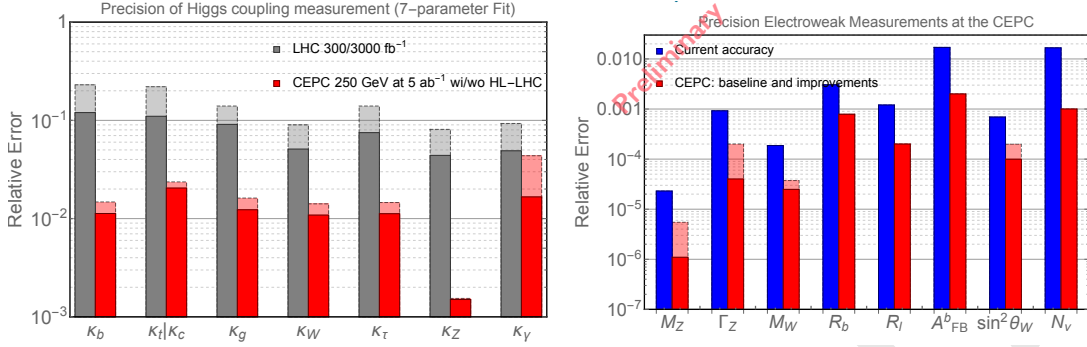 Precision of Higgs coupling measurement (7−parameter Fit)
1
LHC 300/3000 fb⁻¹
CEPC 250 GeV at 5 ab⁻¹ wi/wo HL−LHC
10⁻¹
10⁻²
10⁻³
Relative Error
κ_b κ_t|κ_c κ_g κ_W κ_τ κ_Z κ_γ
Precision Electroweak Measurements at the CEPC
Preliminary
Current accuracy
CEPC: baseline and improvements
0.010
0.001
10⁻⁴
10⁻⁵
10⁻⁶
10⁻⁷
Relative Error
M_Z Γ_Z M_W R_b R_l A^b_FB sin²θ_W N_ν